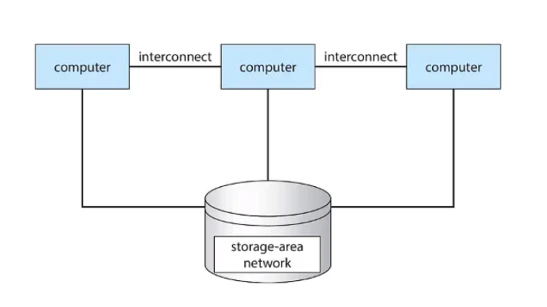 interconnect
interconnect
computer
computer
computer
storage-area
network